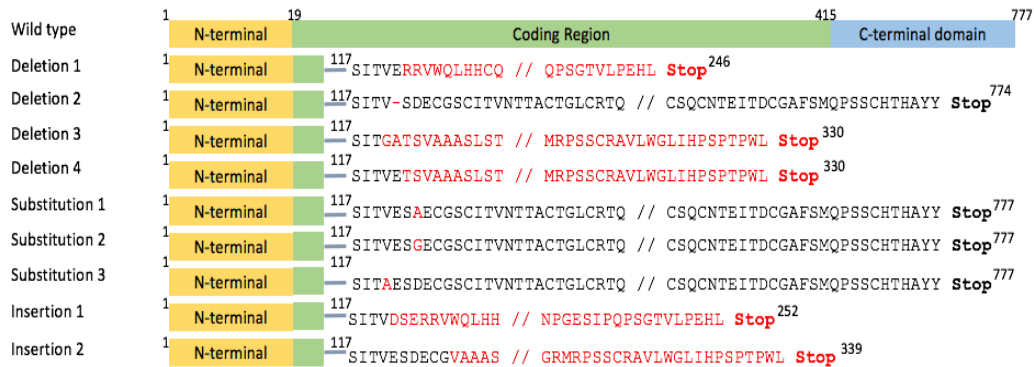 1 19 415 777
Wild type N-terminal Coding Region C-terminal domain
Deletion 1 1 N-terminal 117 SITVERRVWQLHHCQ // QPSGTVLPEHL Stop 246
Deletion 2 1 N-terminal 117 SITV-SDECGSCITVNTTACTGLCRTQ // CSQCNTEITDCGAFSMQPSSCHTHAYY Stop 774
Deletion 3 1 N-terminal 117 SITGATSVAAASLST // MRPSSCRAVLWGLIHPSPTPWL Stop 330
Deletion 4 1 N-terminal 117 SITVETSVAAASLST // MRPSSCRAVLWGLIHPSPTPWL Stop 330
Substitution 1 1 N-terminal 117 SITVESAECGSCITVNTTACTGLCRTQ // CSQCNTEITDCGAFSMQPSSCHTHAYY Stop 777
Substitution 2 1 N-terminal 117 SITVESGECGSCITVNTTACTGLCRTQ // CSQCNTEITDCGAFSMQPSSCHTHAYY Stop 777
Substitution 3 1 N-terminal 117 SITAESDECGSCITVNTTACTGLCRTQ // CSQCNTEITDCGAFSMQPSSCHTHAYY Stop 777
Insertion 1 1 N-terminal 117 SITVDSERRVWQLHH // NPGESIPQPSGTVLPEHL Stop 252
Insertion 2 1 N-terminal 117 SITVESDECGVAAAS // GRMRPSSCRAVLWGLIHPSPTPWL Stop 339